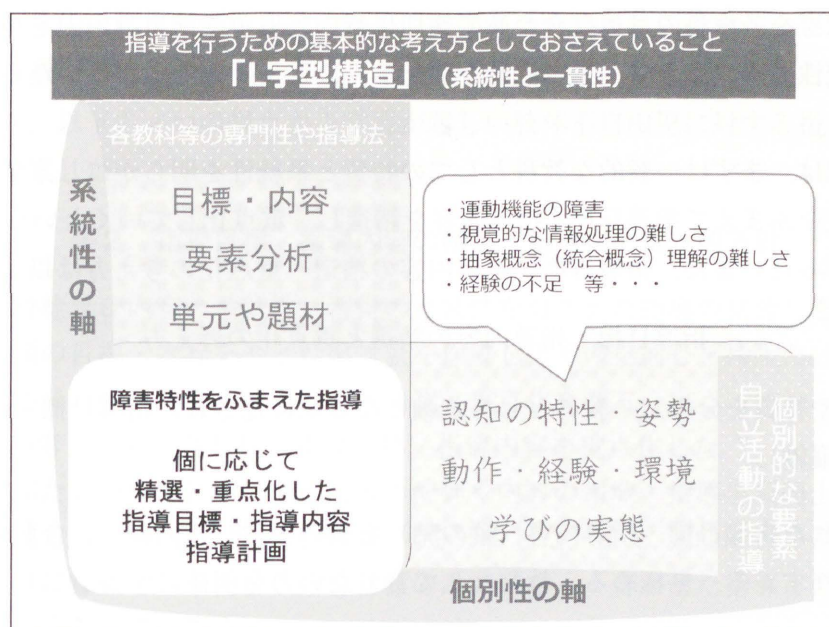 指導を行うための基本的な考え方としておさえていること
「L字型構造」（系統性と一貫性）
各教科等の専門性や指導法
系統性の軸
目標・内容
要素分析
単元や題材
・運動機能の障害
・視覚的な情報処理の難しさ
・抽象概念（統合概念）理解の難しさ
・経験の不足　等・・・
障害特性をふまえた指導
個に応じて
精選・重点化した
指導目標・指導内容
指導計画
認知の特性・姿勢
動作・経験・環境
学びの実態
個別的な要素
自立活動の指導
個別性の軸